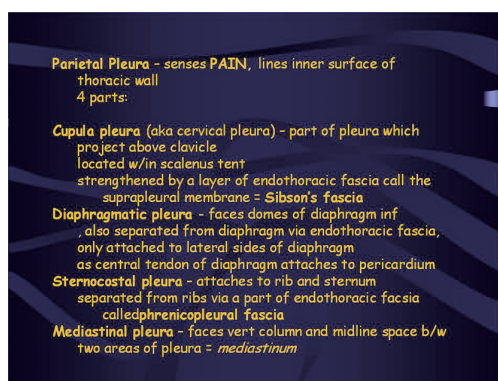 Parietal Pleura – senses PAIN, lines inner surface of
thoracic wall
4 parts:
Cupula pleura (aka cervical pleura) – part of pleura which
project above clavicle
located w/in scalenus tent
strengthened by a layer of endothoracic fascia call the
suprapleural membrane = Sibson's fascia
Diaphragmatic pleura – faces domes of diaphragm inf
, also separated from diaphragm via endothoracic fascia,
only attached to lateral sides of diaphragm
as central tendon of diaphragm attaches to pericardium
Sternocostal pleura – attaches to rib and sternum
separated from ribs via a part of endothoracic facsia
calledphrenicopleural fascia
Mediastinal pleura – faces vert column and midline space b/w
two areas of pleura = mediastinum